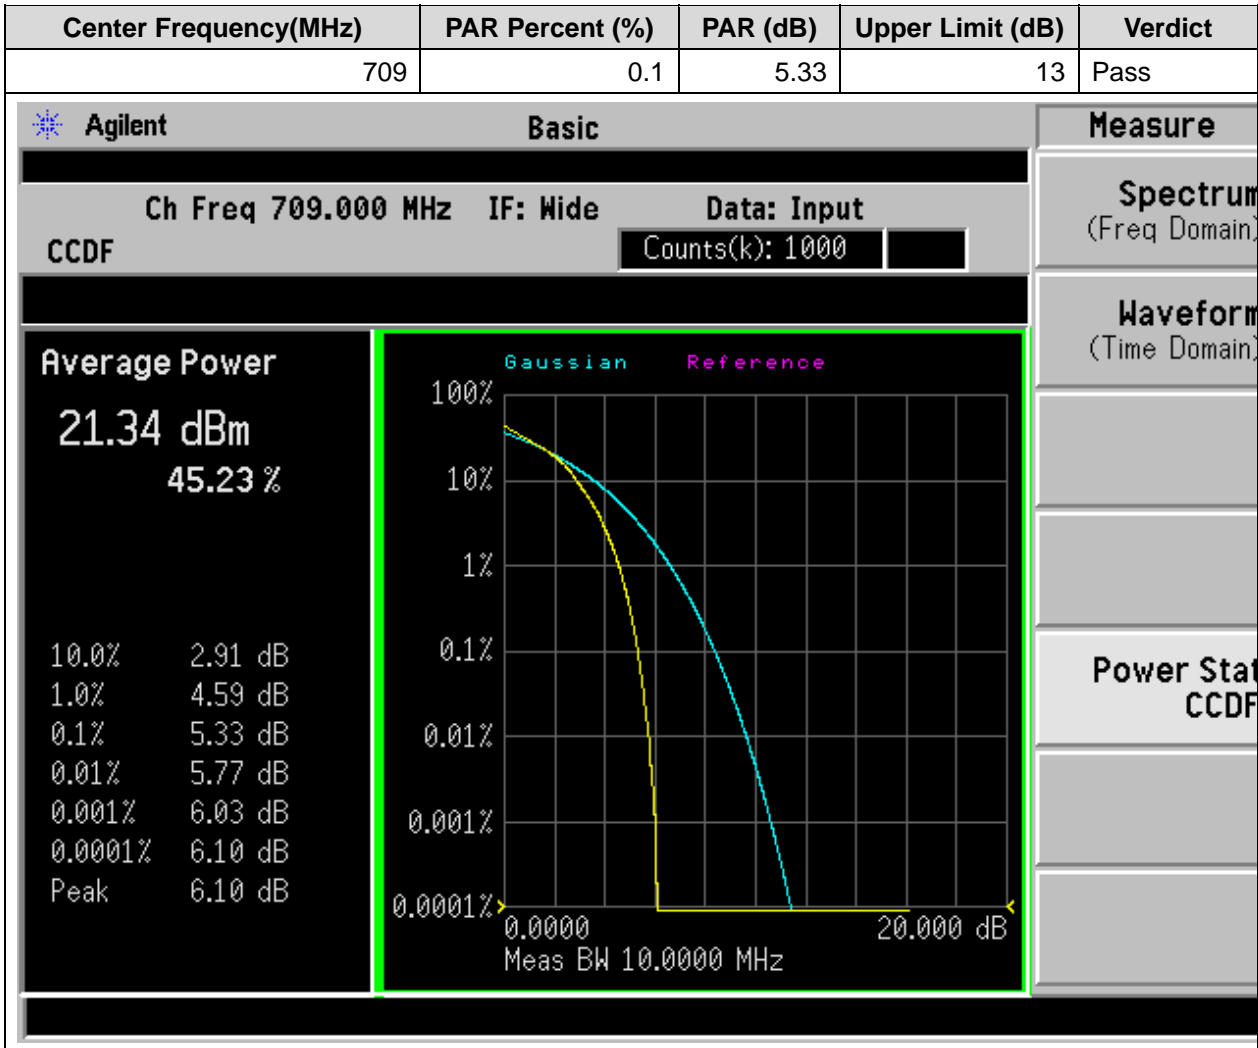 Center Frequency(MHz) PAR Percent (%) PAR (dB) Upper Limit (dB) Verdict
709 0.1 5.33 13 Pass
Agilent Basic Measure
Ch Freq 709.000 MHz IF: Wide Data: Input
CCDF Counts(k): 1000
Spectrum
(Freq Domain)
Waveform
(Time Domain)
Power Stat
CCDF
Average Power
21.34 dBm
45.23 %
10.0% 2.91 dB
1.0% 4.59 dB
0.1% 5.33 dB
0.01% 5.77 dB
0.001% 6.03 dB
0.0001% 6.10 dB
Peak 6.10 dB
Gaussian Reference
100%
10%
1%
0.1%
0.01%
0.001%
0.0001%
0.0000 20.000 dB
Meas BW 10.0000 MHz